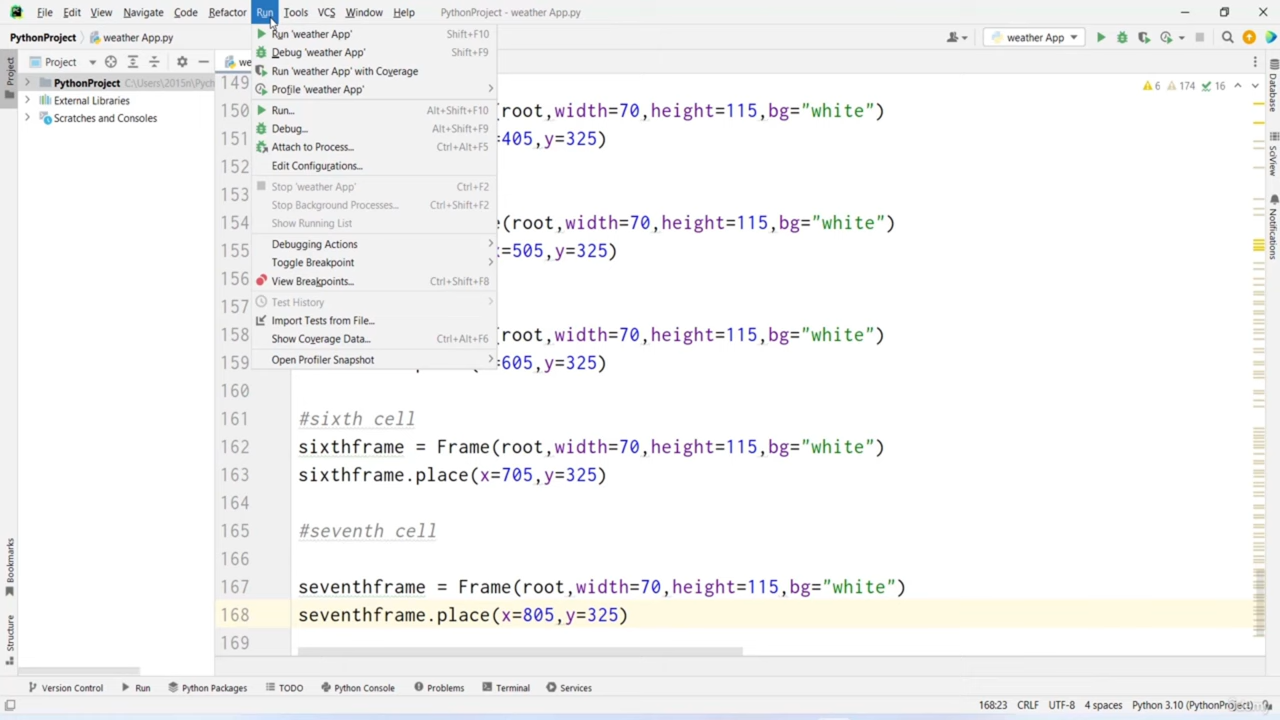 File Edit View Navigate Code Refactor Run Tools VCS Window Help PythonProject - weather App.py
PythonProject weather App.py weather App
Project we
PythonProject C:\Users\2015n\Pych
External Libraries
Scratches and Consoles
Run 'weather App' Shift+F10
Debug 'weather App' Shift+F9
Run 'weather App' with Coverage
Profile 'weather App'
Run... Alt+Shift+F10
Debug... Alt+Shift+F9
Attach to Process... Ctrl+Alt+F5
Edit Configurations...
Stop 'weather App' Ctrl+F2
Stop Background Processes... Ctrl+Shift+F2
Show Running List
Debugging Actions
Toggle Breakpoint
View Breakpoints... Ctrl+Shift+F8
Test History
Import Tests from File...
Show Coverage Data... Ctrl+Alt+F6
Open Profiler Snapshot
6 174 16
149
150 (root,width=70,height=115,bg="white")
151 405,y=325)
152
153
154 e(root,width=70,height=115,bg="white")
155 =505,y=325)
156
157
158 (root,width=70,height=115,bg="white")
159 605,y=325)
160
161 #sixth cell
162 sixthframe = Frame(root,width=70,height=115,bg="white")
163 sixthframe.place(x=705,y=325)
164
165 #seventh cell
166
167 seventhframe = Frame(root,width=70,height=115,bg="white")
168 seventhframe.place(x=805,y=325)
169
Project
Bookmarks
Structure
Database
SciView
Notifications
Version Control Run Python Packages TODO Python Console Problems Terminal Services
168:23 CRLF UTF-8 4 spaces Python 3.10 (PythonProject)